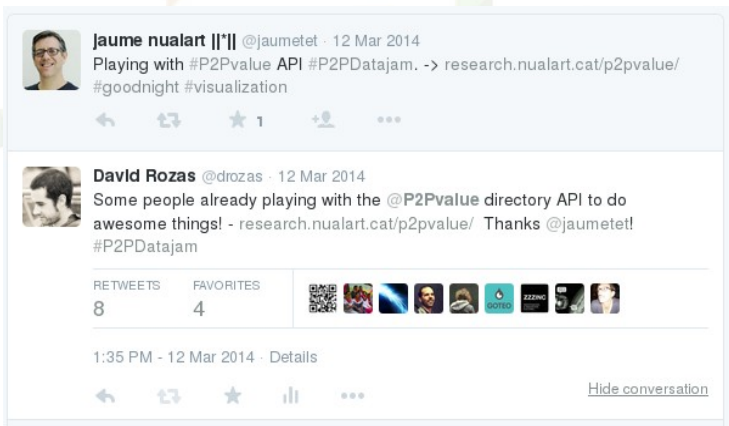 jaume nualart ||*|| @jaumetet · 12 Mar 2014
Playing with #P2Pvalue API #P2PDatajam. -> research.nualart.cat/p2pvalue/
#goodnight #visualization
1
David Rozas @drozas · 12 Mar 2014
Some people already playing with the @P2Pvalue directory API to do
awesome things! - research.nualart.cat/p2pvalue/ Thanks @jaumetet!
#P2PDatajam
RETWEETS FAVORITES
8 4
GOTEO ZZZINC
1:35 PM - 12 Mar 2014 · Details
Hide conversation